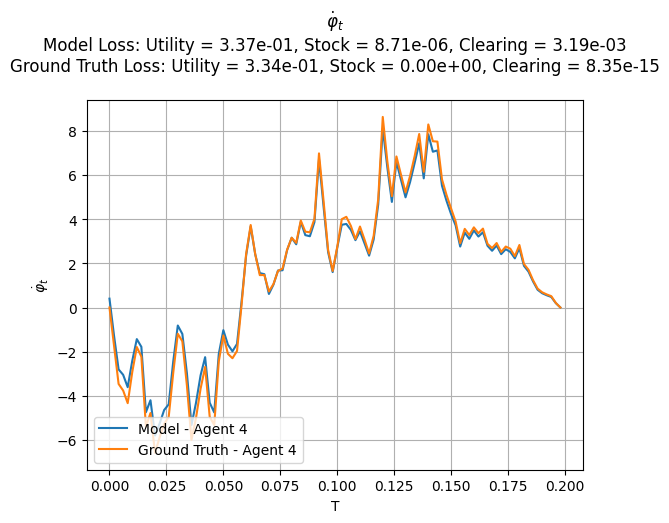 φ̇ₜ
Model Loss: Utility = 3.37e-01, Stock = 8.71e-06, Clearing = 3.19e-03
Ground Truth Loss: Utility = 3.34e-01, Stock = 0.00e+00, Clearing = 8.35e-15
8
6
4
2
0
−2
−4
−6
φ̇ₜ
Model - Agent 4
Ground Truth - Agent 4
0.000 0.025 0.050 0.075 0.100 0.125 0.150 0.175 0.200
T